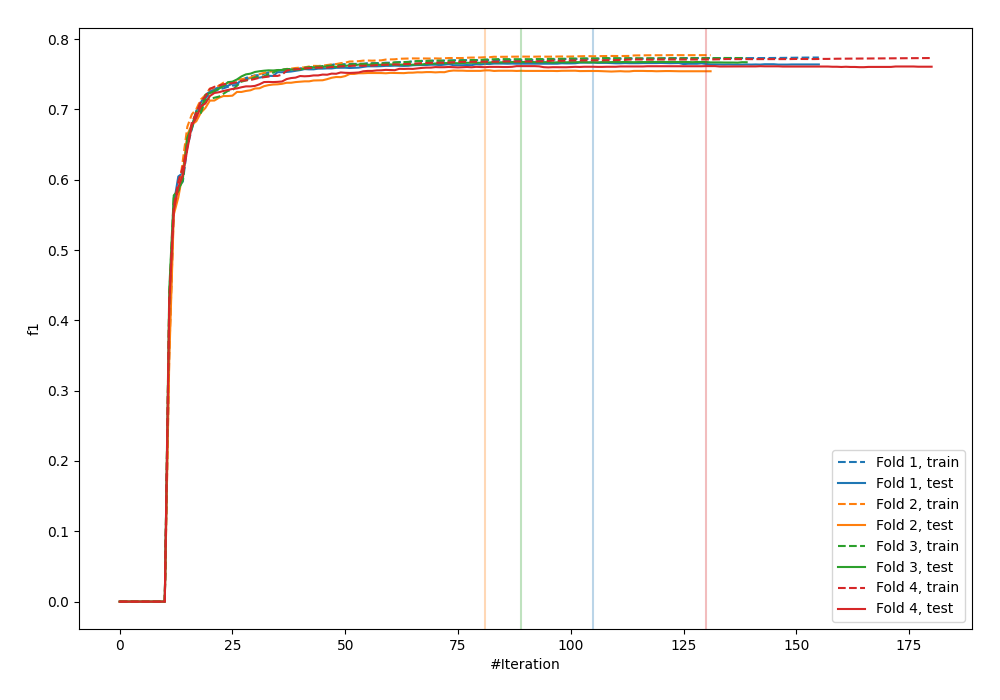 0.8
0.7
0.6
0.5
0.4
0.3
0.2
0.1
0.0
f1
0 25 50 75 100 125 150 175
#Iteration
Fold 1, train
Fold 1, test
Fold 2, train
Fold 2, test
Fold 3, train
Fold 3, test
Fold 4, train
Fold 4, test